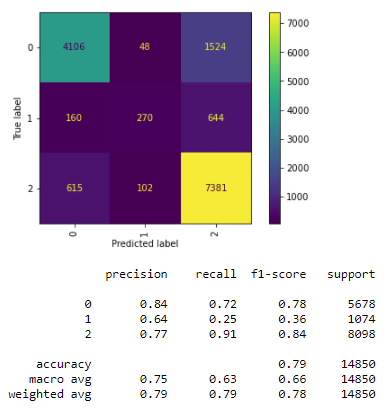 7000
0 4106 48 1524
6000
5000
True label
1 160 270 644
4000
3000
2 615 102 7381
2000
1000
0 1 2
Predicted label
precision recall f1-score support
0 0.84 0.72 0.78 5678
1 0.64 0.25 0.36 1074
2 0.77 0.91 0.84 8098
accuracy 0.79 14850
macro avg 0.75 0.63 0.66 14850
weighted avg 0.79 0.79 0.78 14850